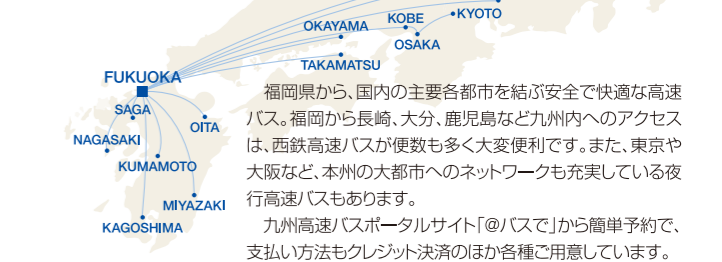 KYOTO
KOBE
OKAYAMA
OSAKA
TAKAMATSU
FUKUOKA
SAGA
OITA
NAGASAKI
KUMAMOTO
MIYAZAKI
KAGOSHIMA
福岡県から、国内の主要各都市を結ぶ安全で快適な高速
バス。福岡から長崎、大分、鹿児島など九州内へのアクセス
は、西鉄高速バスが便数も多く大変便利です。また、東京や
大阪など、本州の大都市へのネットワークも充実している夜
行高速バスもあります。
九州高速バスポータルサイト「@バスで」から簡単予約で、
支払い方法もクレジット決済のほか各種ご用意しています。